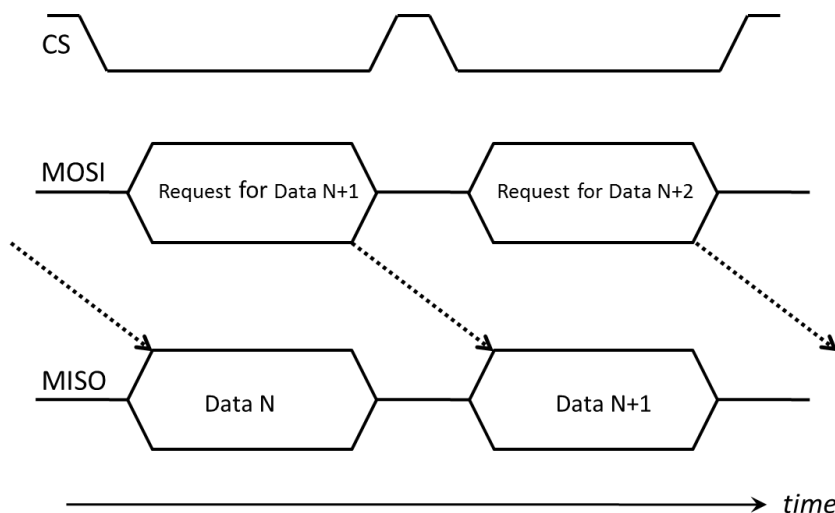 CS
MOSI
Request for Data N+1
Request for Data N+2
MISO
Data N
Data N+1
time